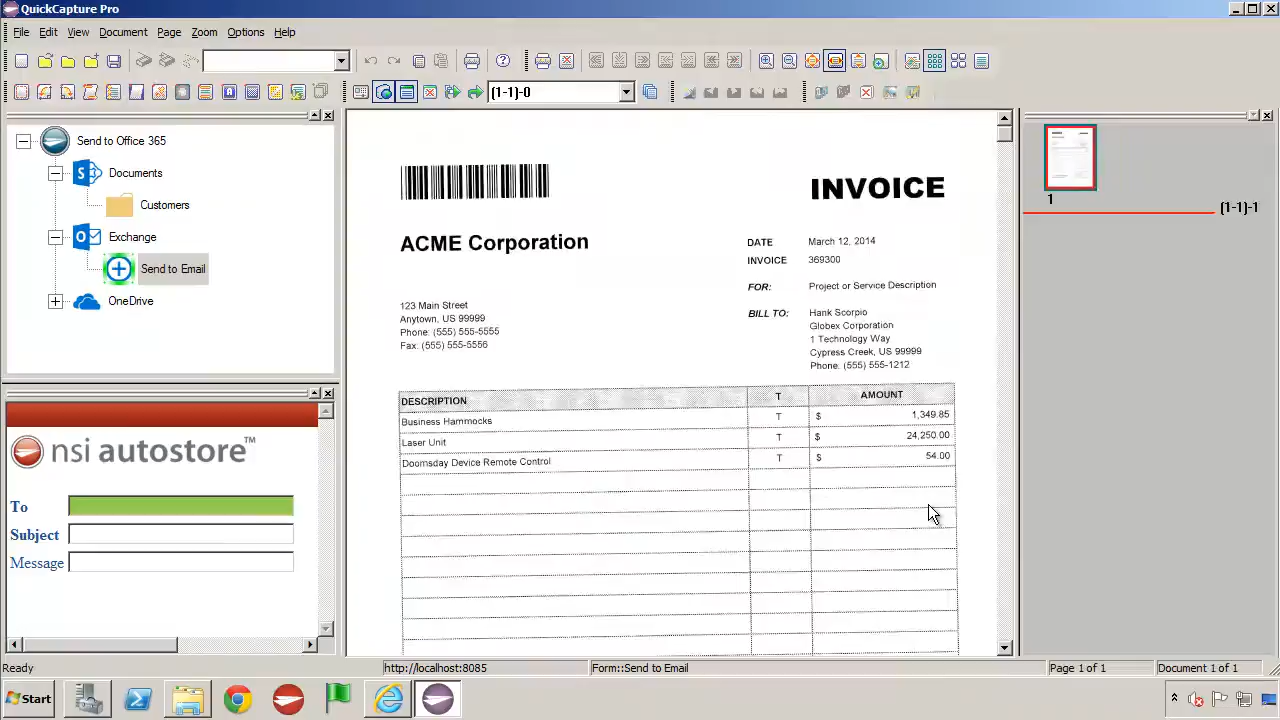 QuickCapture Pro
File Edit View Document Page Zoom Options Help
(1-1)-0
Send to Office 365
Documents
Customers
Exchange
Send to Email
OneDrive
nsi autostore™
To
Subject
Message
INVOICE
ACME Corporation
DATE March 12, 2014
INVOICE 369300
FOR: Project or Service Description
123 Main Street
Anytown, US 99999
Phone: (555) 555-5555
Fax: (555) 555-5556
BILL TO: Hank Scorpio
Globex Corporation
1 Technology Way
Cypress Creek, US 99999
Phone: (555) 555-1212
DESCRIPTION T AMOUNT
Business Hammocks T $ 1,349.85
Laser Unit T $ 24,250.00
Doomsday Device Remote Control T $ 54.00
1
(1-1)-1
Ready http://localhost:8085 Form::Send to Email Page 1 of 1 Document 1 of 1
Start